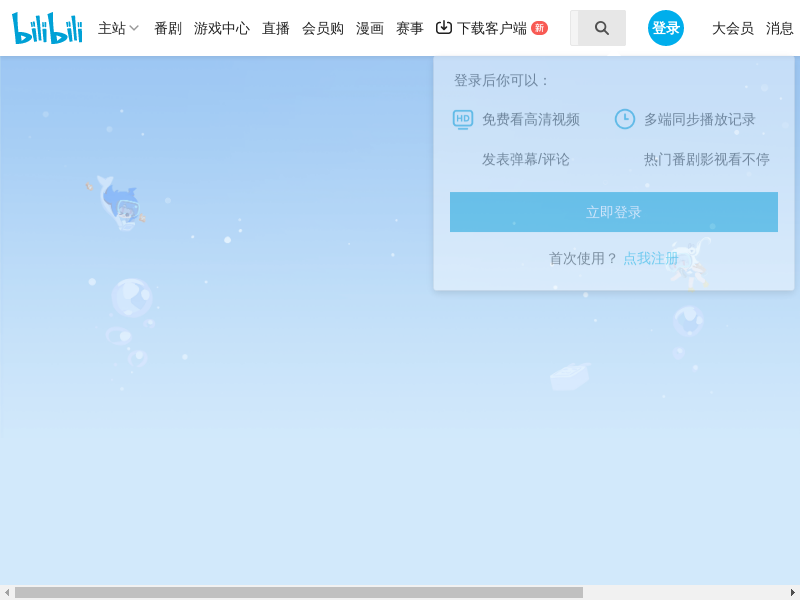 bilibili 主站 番剧 游戏中心 直播 会员购 漫画 赛事 下载客户端 新 登录 大会员 消息
登录后你可以：
HD 免费看高清视频 多端同步播放记录
发表弹幕/评论 热门番剧影视看不停
立即登录
首次使用？ 点我注册